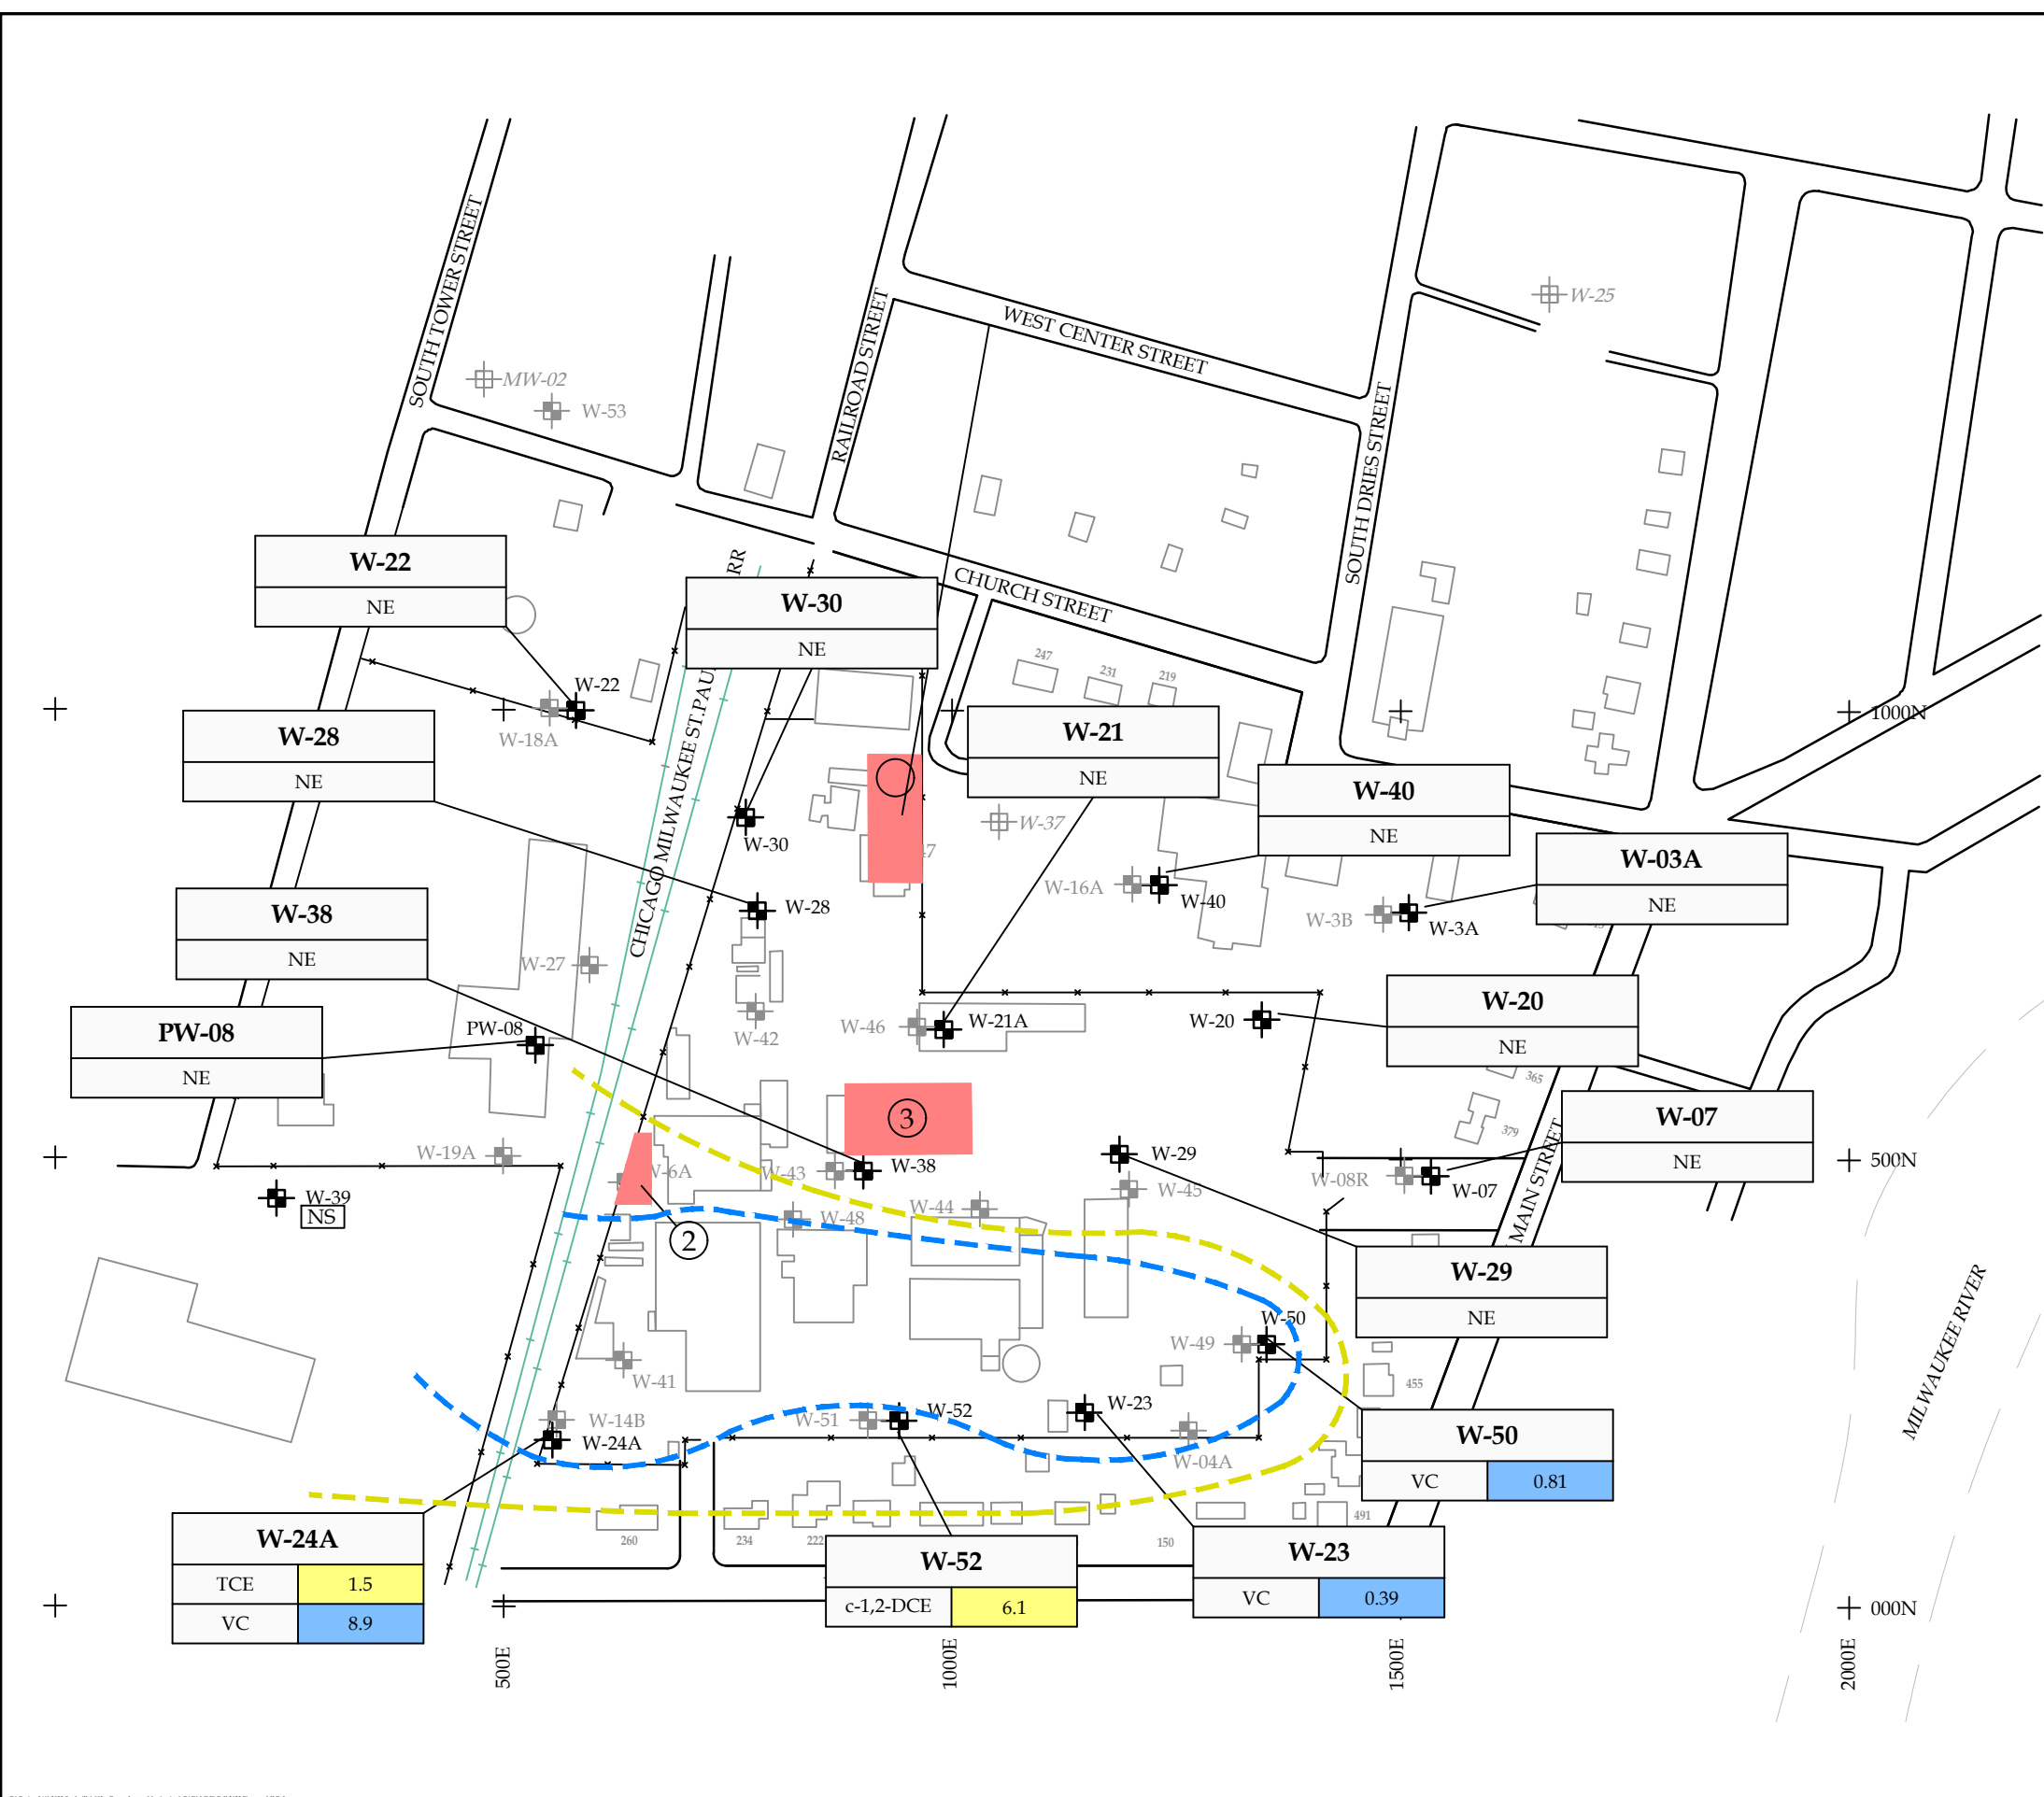 SOUTH TOWER STREET
RAILROAD STREET
WEST CENTER STREET
SOUTH DRIES STREET
CHURCH STREET
W-25
MW-02
W-53
W-22
NE
W-30
NE
RR
CHICAGO MILWAUKEE ST.PAU
247
231
219
W-22
W-18A
1000N
W-28
NE
W-21
NE
W-40
NE
W-03A
NE
W-30
W-37
47
W-16A
W-40
W-28
W-3B
W-3A
W-38
NE
W-27
W-42
W-46
W-21A
W-20
W-20
NE
PW-08
NE
PW-08
365
379
W-07
NE
3
W-19A
W-6A
W-43
W-38
W-29
W-45
W-08R
W-07
500N
W-39
NS
W-48
W-44
2
MAIN STREET
W-29
NE
MILWAUKEE RIVER
W-50
W-49
W-41
455
W-14B
W-24A
W-51
W-52
W-23
W-04A
W-50
VC 0.81
491
260
234
222
150
W-24A
TCE 1.5
VC 8.9
W-52
c-1,2-DCE 6.1
W-23
VC 0.39
000N
500E
1000E
1500E
2000E